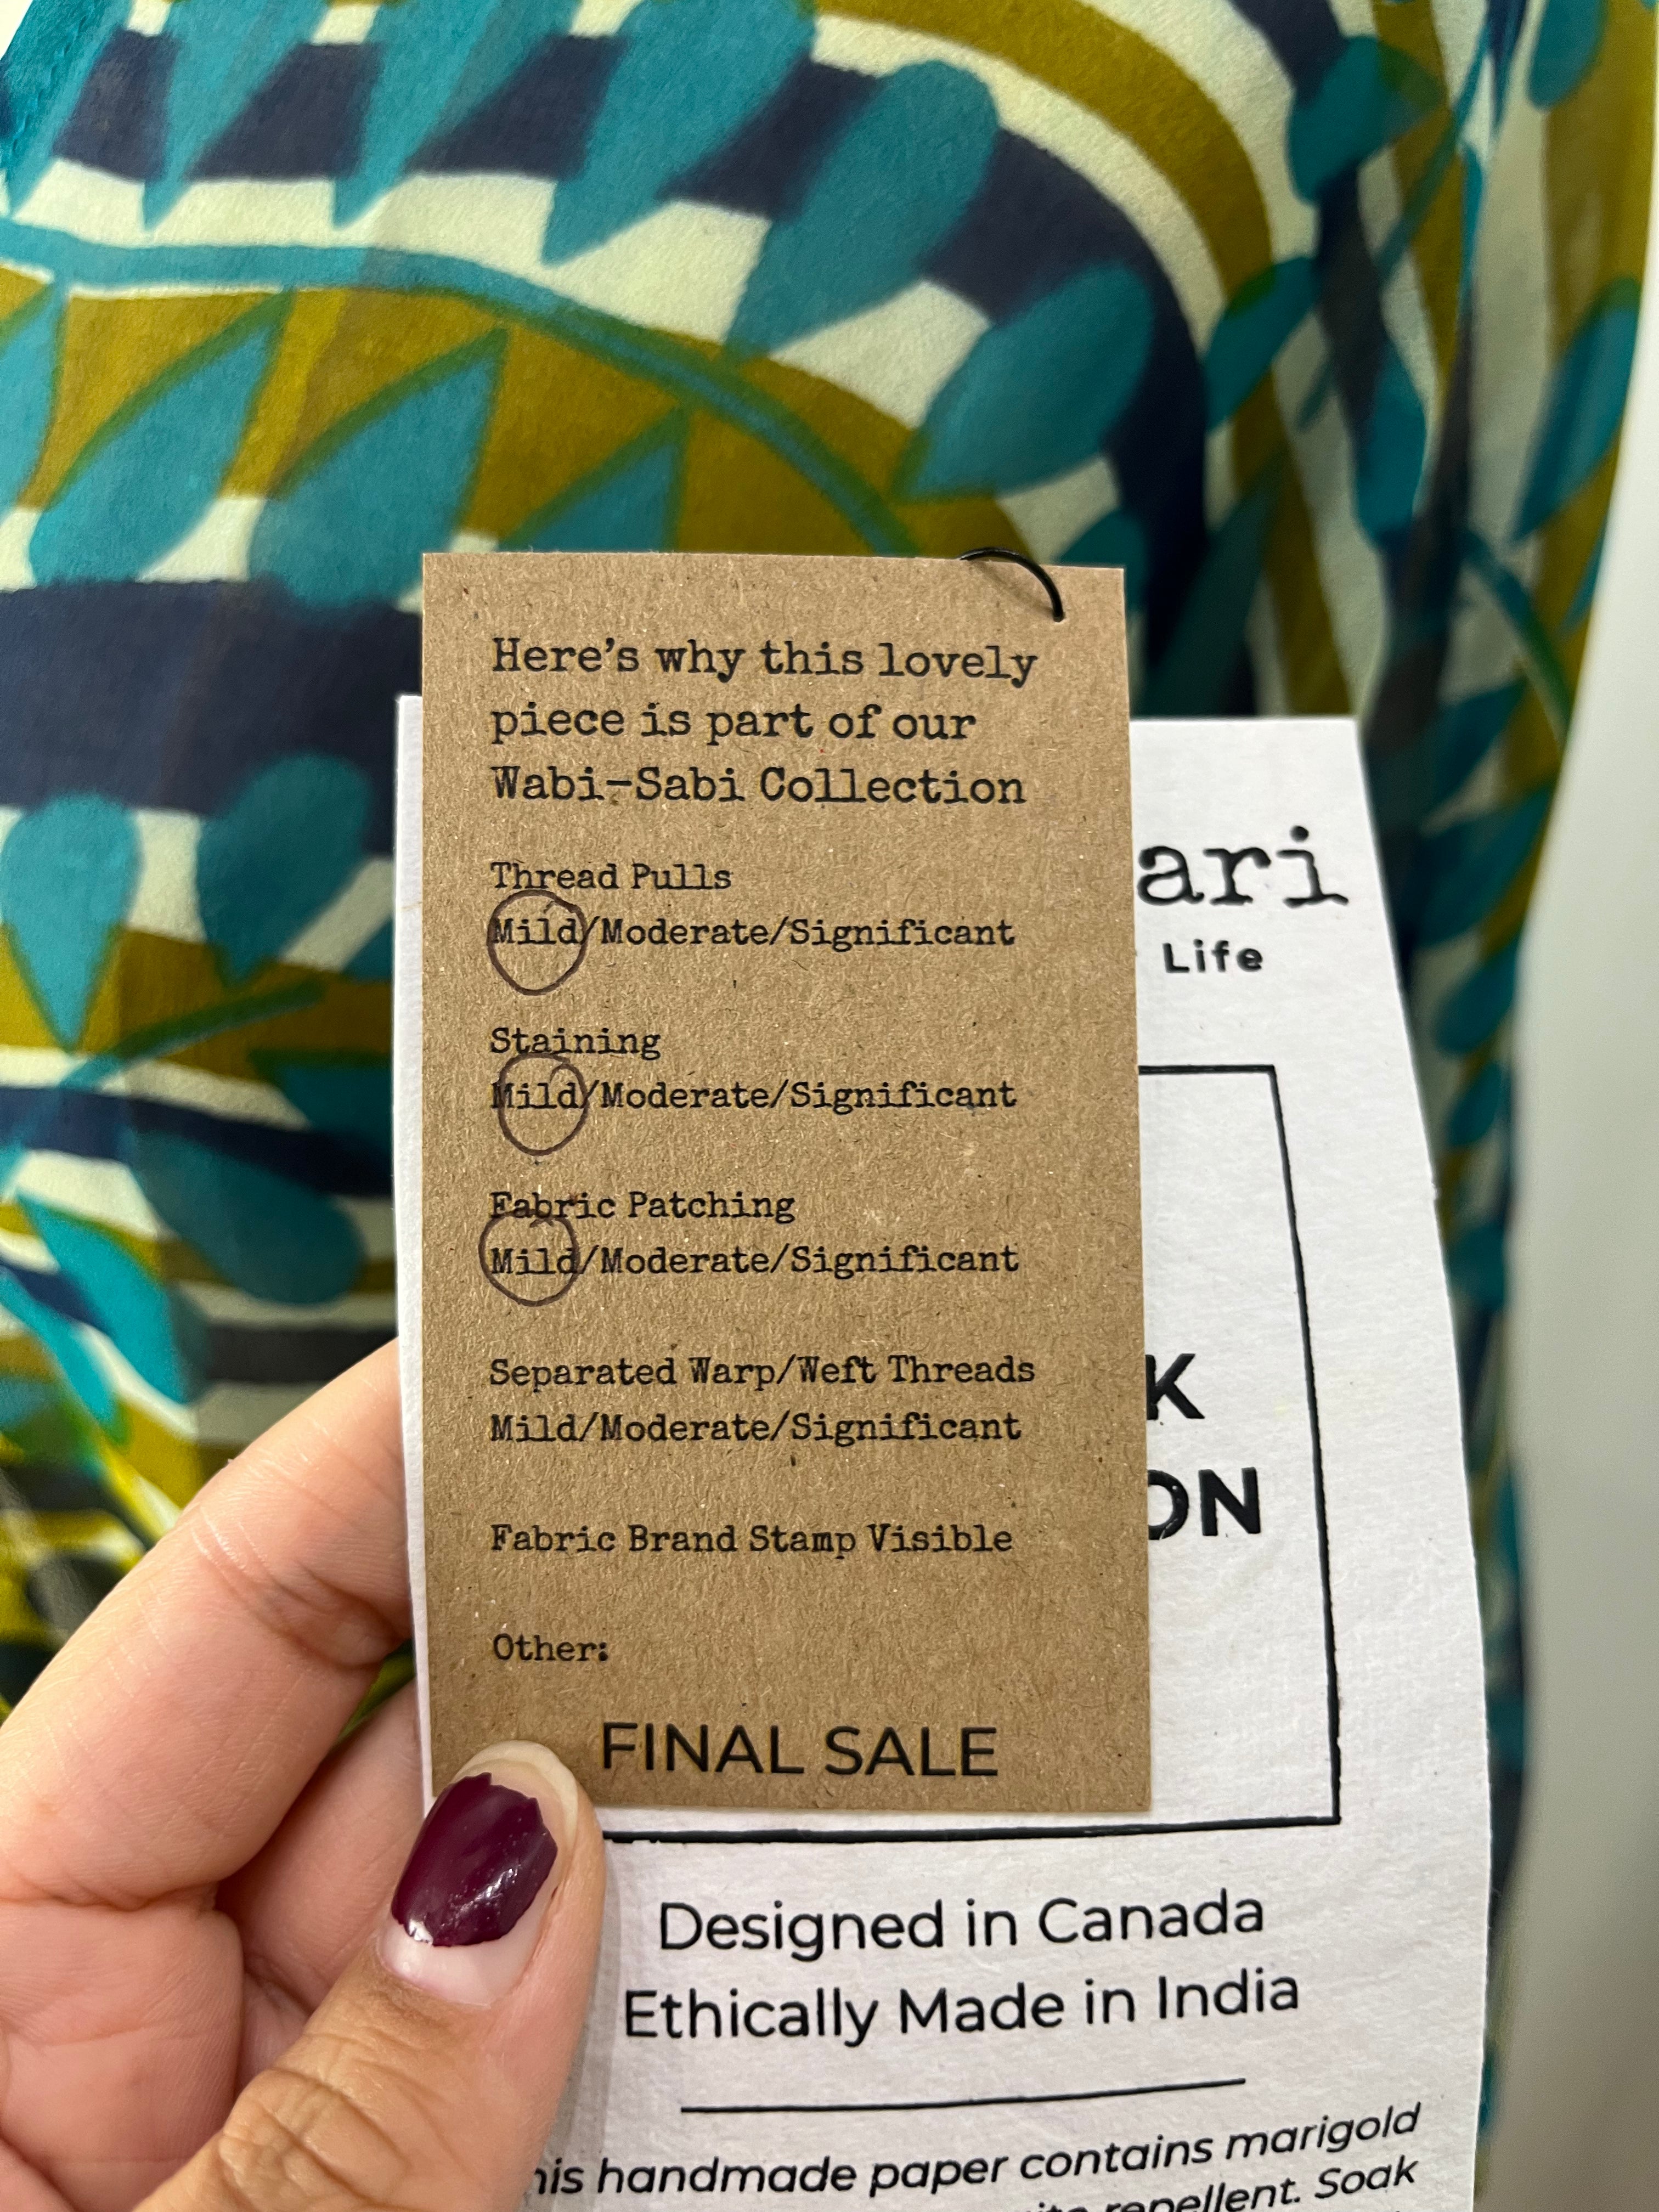 Here's why this lovely
piece is part of our
Wabi-Sabi Collection
Thread Pulls
Mild/Moderate/Significant
Staining
Mild/Moderate/Significant
Fabric Patching
Mild/Moderate/Significant
Separated Warp/Weft Threads
Mild/Moderate/Significant
Fabric Brand Stamp Visible
Other:
FINAL SALE
ari
Life
K
ON
Designed in Canada
Ethically Made in India
his handmade paper contains marigold
repellent. Soak